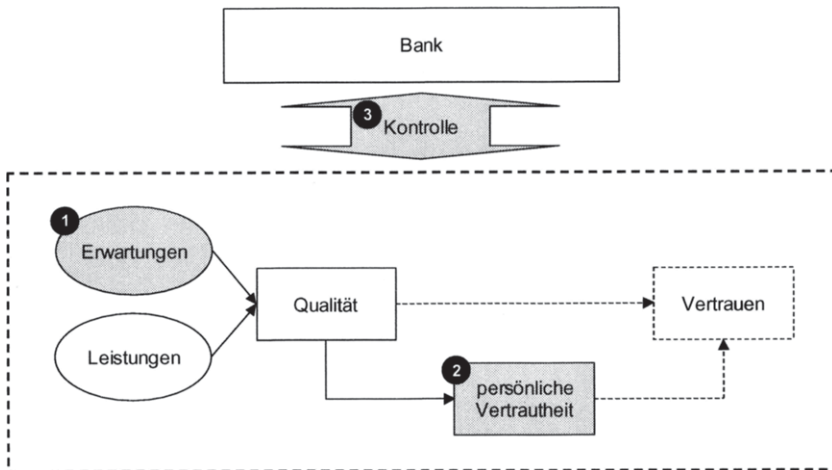 Bank
3
Kontrolle
1
Erwartungen
Qualität
Vertrauen
Leistungen
2
persönliche
Vertrautheit